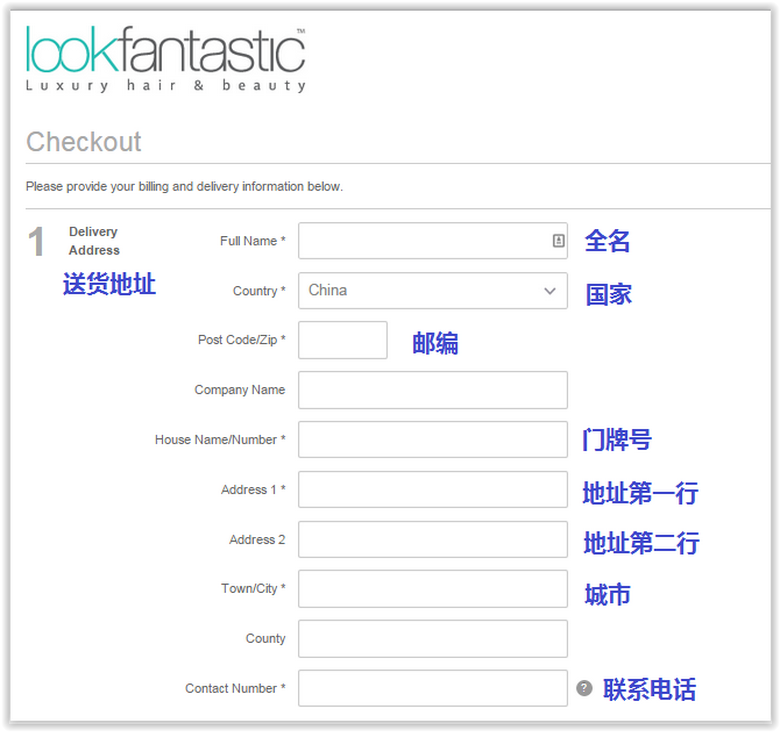 lookfantastic™
Luxury hair & beauty
Checkout
Please provide your billing and delivery information below.
1 Delivery Address
送货地址
Full Name * 全名
Country * China 国家
Post Code/Zip * 邮编
Company Name
House Name/Number * 门牌号
Address 1 * 地址第一行
Address 2 地址第二行
Town/City * 城市
County
Contact Number * ? 联系电话